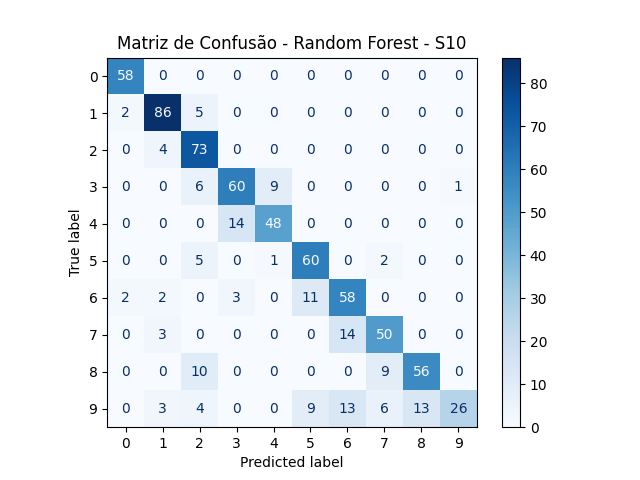 Matriz de Confusão - Random Forest - S10
0 58 0 0 0 0 0 0 0 0 0
1 2 86 5 0 0 0 0 0 0 0
2 0 4 73 0 0 0 0 0 0 0
3 0 0 6 60 9 0 0 0 0 1
4 0 0 0 14 48 0 0 0 0 0
5 0 0 5 0 1 60 0 2 0 0
6 2 2 0 3 0 11 58 0 0 0
7 0 3 0 0 0 0 14 50 0 0
8 0 0 10 0 0 0 0 9 56 0
9 0 3 4 0 0 9 13 6 13 26
0 1 2 3 4 5 6 7 8 9
Predicted label
True label
80
70
60
50
40
30
20
10
0